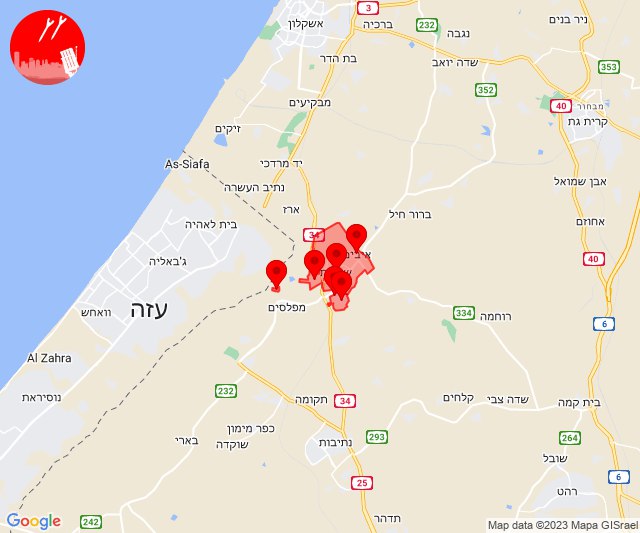 3
אשקלון
ברכיה
232
נגבה
ניר בנים
בת הדר
שדה יואב
353
352
מבקיעים
40
מבחור
קרית גת
זיקים
As-Siafa
יד מרדכי
נתיב העשרה
אבן שמואל
ארז
ברור חיל
אחוזם
בית לאהיה
34
איבים
ג'באליה
40
עזה
וואחש
מפלסים
334
רוחמה
6
Al Zahra
נוסיראת
232
תקומה
34
שדה צבי
קלחים
בית קמה
כפר מימון
שוקדה
בארי
נתיבות
293
264
שובל
25
6
רהט
242
תדהר
Google
Map data ©2023 Mapa GISrael